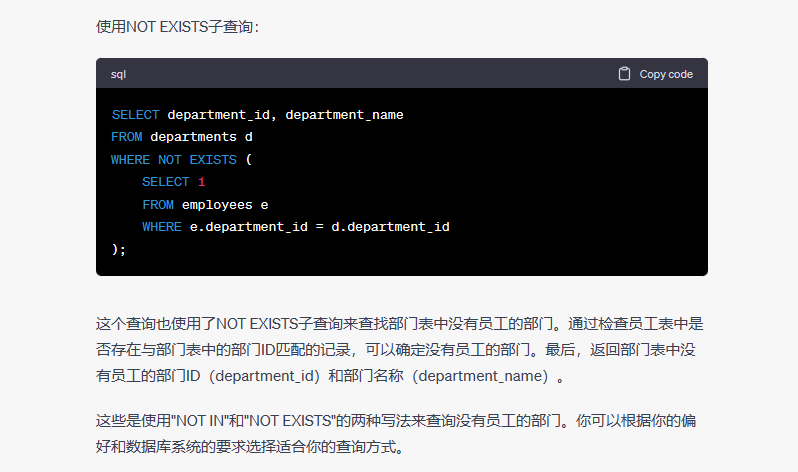 使用NOT EXISTS子查询：
sql
Copy code
SELECT department_id, department_name
FROM departments d
WHERE NOT EXISTS (
    SELECT 1
    FROM employees e
    WHERE e.department_id = d.department_id
);
这个查询也使用了NOT EXISTS子查询来查找部门表中没有员工的部门。通过检查员工表中是
否存在与部门表中的部门ID匹配的记录，可以确定没有员工的部门。最后，返回部门表中没
有员工的部门ID（department_id）和部门名称（department_name）。
这些是使用"NOT IN"和"NOT EXISTS"的两种写法来查询没有员工的部门。你可以根据你的偏
好和数据库系统的要求选择适合你的查询方式。